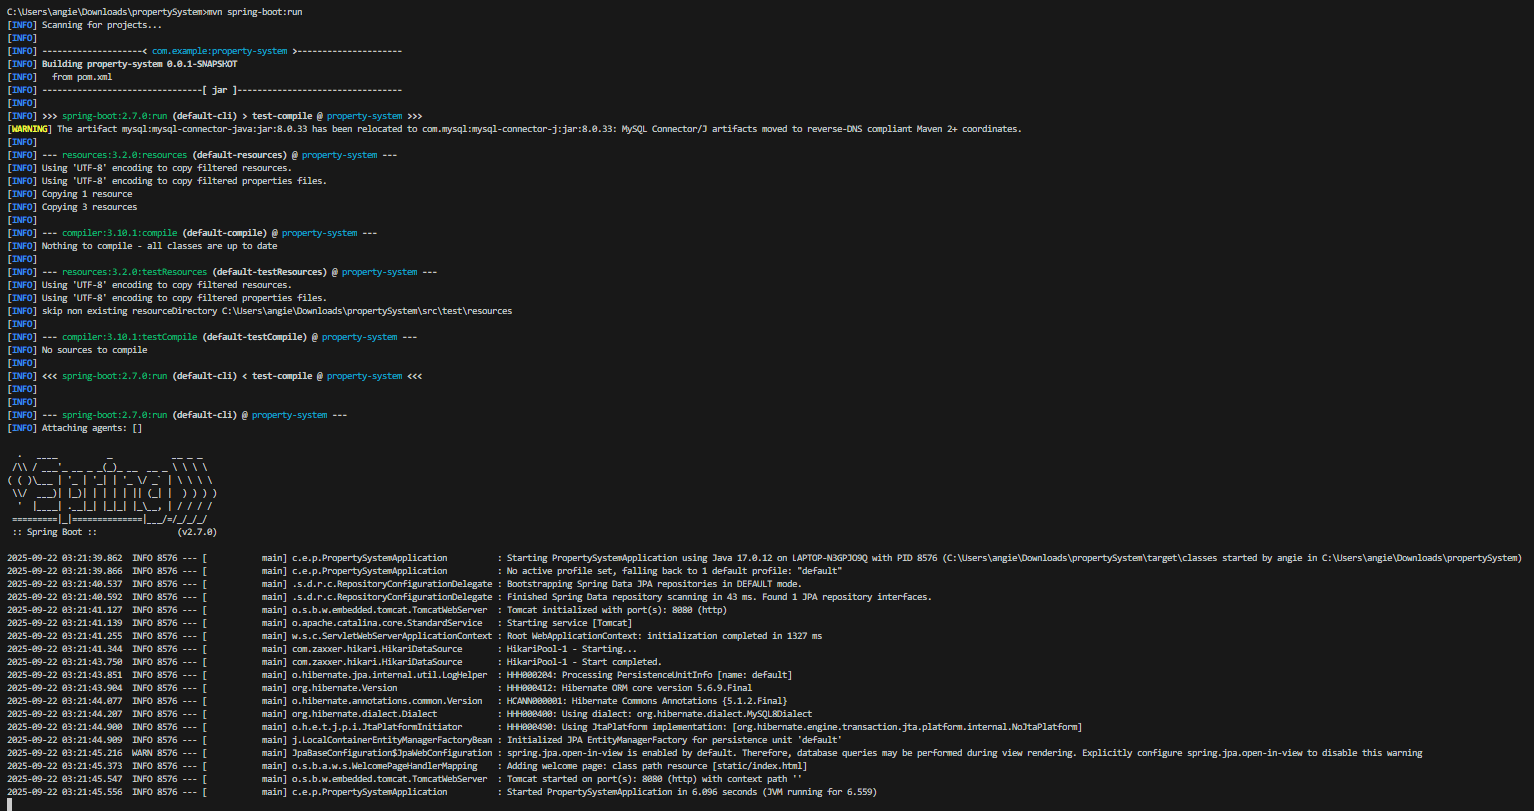 C:\Users\angie\Downloads\propertySystem>mvn spring-boot:run
[INFO] Scanning for projects...
[INFO]
[INFO] --------------------< com.example:property-system >---------------------
[INFO] Building property-system 0.0.1-SNAPSHOT
[INFO]   from pom.xml
[INFO] --------------------------------[ jar ]---------------------------------
[INFO]
[INFO] >>> spring-boot:2.7.0:run (default-cli) > test-compile @ property-system >>>
[WARNING] The artifact mysql:mysql-connector-java:jar:8.0.33 has been relocated to com.mysql:mysql-connector-j:jar:8.0.33: MySQL Connector/J artifacts moved to reverse-DNS compliant Maven 2+ coordinates.
[INFO]
[INFO] --- resources:3.2.0:resources (default-resources) @ property-system ---
[INFO] Using 'UTF-8' encoding to copy filtered resources.
[INFO] Using 'UTF-8' encoding to copy filtered properties files.
[INFO] Copying 1 resource
[INFO] Copying 3 resources
[INFO]
[INFO] --- compiler:3.10.1:compile (default-compile) @ property-system ---
[INFO] Nothing to compile - all classes are up to date
[INFO]
[INFO] --- resources:3.2.0:testResources (default-testResources) @ property-system ---
[INFO] Using 'UTF-8' encoding to copy filtered resources.
[INFO] Using 'UTF-8' encoding to copy filtered properties files.
[INFO] skip non existing resourceDirectory C:\Users\angie\Downloads\propertySystem\src\test\resources
[INFO]
[INFO] --- compiler:3.10.1:testCompile (default-testCompile) @ property-system ---
[INFO] No sources to compile
[INFO]
[INFO] <<< spring-boot:2.7.0:run (default-cli) < test-compile @ property-system <<<
[INFO]
[INFO]
[INFO] --- spring-boot:2.7.0:run (default-cli) @ property-system ---
[INFO] Attaching agents: []

  .   ____          _            __ _ _
 /\\ / ___'_ __ _ _(_)_ __  __ _ \ \ \ \
( ( )\___ | '_ | '_| | '_ \/ _` | \ \ \ \
 \\/  ___)| |_)| | | | | || (_| |  ) ) ) )
  '  |____| .__|_| |_|_| |_\__, | / / / /
 =========|_|==============|___/=/_/_/_/
 :: Spring Boot ::                (v2.7.0)

2025-09-22 03:21:39.862  INFO 8576 --- [           main] c.e.p.PropertySystemApplication          : Starting PropertySystemApplication using Java 17.0.12 on LAPTOP-N3GPJO9Q with PID 8576 (C:\Users\angie\Downloads\propertySystem\target\classes started by angie in C:\Users\angie\Downloads\propertySystem)
2025-09-22 03:21:39.866  INFO 8576 --- [           main] c.e.p.PropertySystemApplication          : No active profile set, falling back to 1 default profile: "default"
2025-09-22 03:21:40.537  INFO 8576 --- [           main] .s.d.r.c.RepositoryConfigurationDelegate : Bootstrapping Spring Data JPA repositories in DEFAULT mode.
2025-09-22 03:21:40.592  INFO 8576 --- [           main] .s.d.r.c.RepositoryConfigurationDelegate : Finished Spring Data repository scanning in 43 ms. Found 1 JPA repository interfaces.
2025-09-22 03:21:41.127  INFO 8576 --- [           main] o.s.b.w.embedded.tomcat.TomcatWebServer  : Tomcat initialized with port(s): 8080 (http)
2025-09-22 03:21:41.139  INFO 8576 --- [           main] o.apache.catalina.core.StandardService   : Starting service [Tomcat]
2025-09-22 03:21:41.255  INFO 8576 --- [           main] w.s.c.ServletWebServerApplicationContext : Root WebApplicationContext: initialization completed in 1327 ms
2025-09-22 03:21:41.344  INFO 8576 --- [           main] com.zaxxer.hikari.HikariDataSource       : HikariPool-1 - Starting...
2025-09-22 03:21:43.750  INFO 8576 --- [           main] com.zaxxer.hikari.HikariDataSource       : HikariPool-1 - Start completed.
2025-09-22 03:21:43.851  INFO 8576 --- [           main] o.hibernate.jpa.internal.util.LogHelper  : HHH000204: Processing PersistenceUnitInfo [name: default]
2025-09-22 03:21:43.904  INFO 8576 --- [           main] org.hibernate.Version                    : HHH000412: Hibernate ORM core version 5.6.9.Final
2025-09-22 03:21:44.077  INFO 8576 --- [           main] o.hibernate.annotations.common.Version   : HCANN000001: Hibernate Commons Annotations {5.1.2.Final}
2025-09-22 03:21:44.207  INFO 8576 --- [           main] org.hibernate.dialect.Dialect            : HHH000400: Using dialect: org.hibernate.dialect.MySQL8Dialect
2025-09-22 03:21:44.900  INFO 8576 --- [           main] o.h.e.t.j.p.i.JtaPlatformInitiator       : HHH000490: Using JtaPlatform implementation: [org.hibernate.engine.transaction.jta.platform.internal.NoJtaPlatform]
2025-09-22 03:21:44.909  INFO 8576 --- [           main] j.LocalContainerEntityManagerFactoryBean : Initialized JPA EntityManagerFactory for persistence unit 'default'
2025-09-22 03:21:45.216  WARN 8576 --- [           main] JpaBaseConfiguration$JpaWebConfiguration : spring.jpa.open-in-view is enabled by default. Therefore, database queries may be performed during view rendering. Explicitly configure spring.jpa.open-in-view to disable this warning
2025-09-22 03:21:45.373  INFO 8576 --- [           main] o.s.b.a.w.s.WelcomePageHandlerMapping    : Adding welcome page: class path resource [static/index.html]
2025-09-22 03:21:45.547  INFO 8576 --- [           main] o.s.b.w.embedded.tomcat.TomcatWebServer  : Tomcat started on port(s): 8080 (http) with context path ''
2025-09-22 03:21:45.556  INFO 8576 --- [           main] c.e.p.PropertySystemApplication          : Started PropertySystemApplication in 6.096 seconds (JVM running for 6.559)